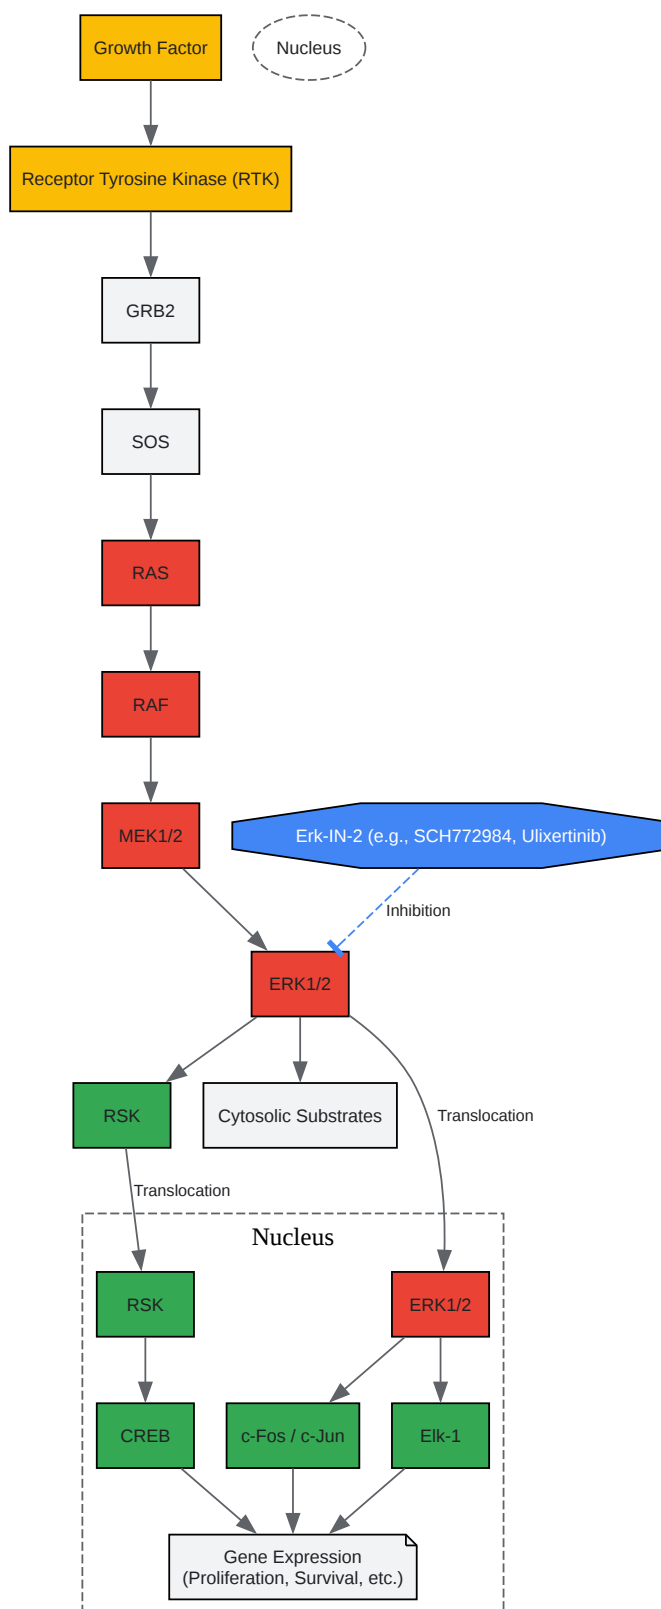 Growth Factor
Nucleus
Receptor Tyrosine Kinase (RTK)
GRB2
SOS
RAS
RAF
MEK1/2
Erk-IN-2 (e.g., SCH772984, Ulixertinib)
Inhibition
ERK1/2
RSK
Cytosolic Substrates
Translocation
Translocation
Nucleus
RSK
ERK1/2
CREB
c-Fos / c-Jun
Elk-1
Gene Expression
(Proliferation, Survival, etc.)